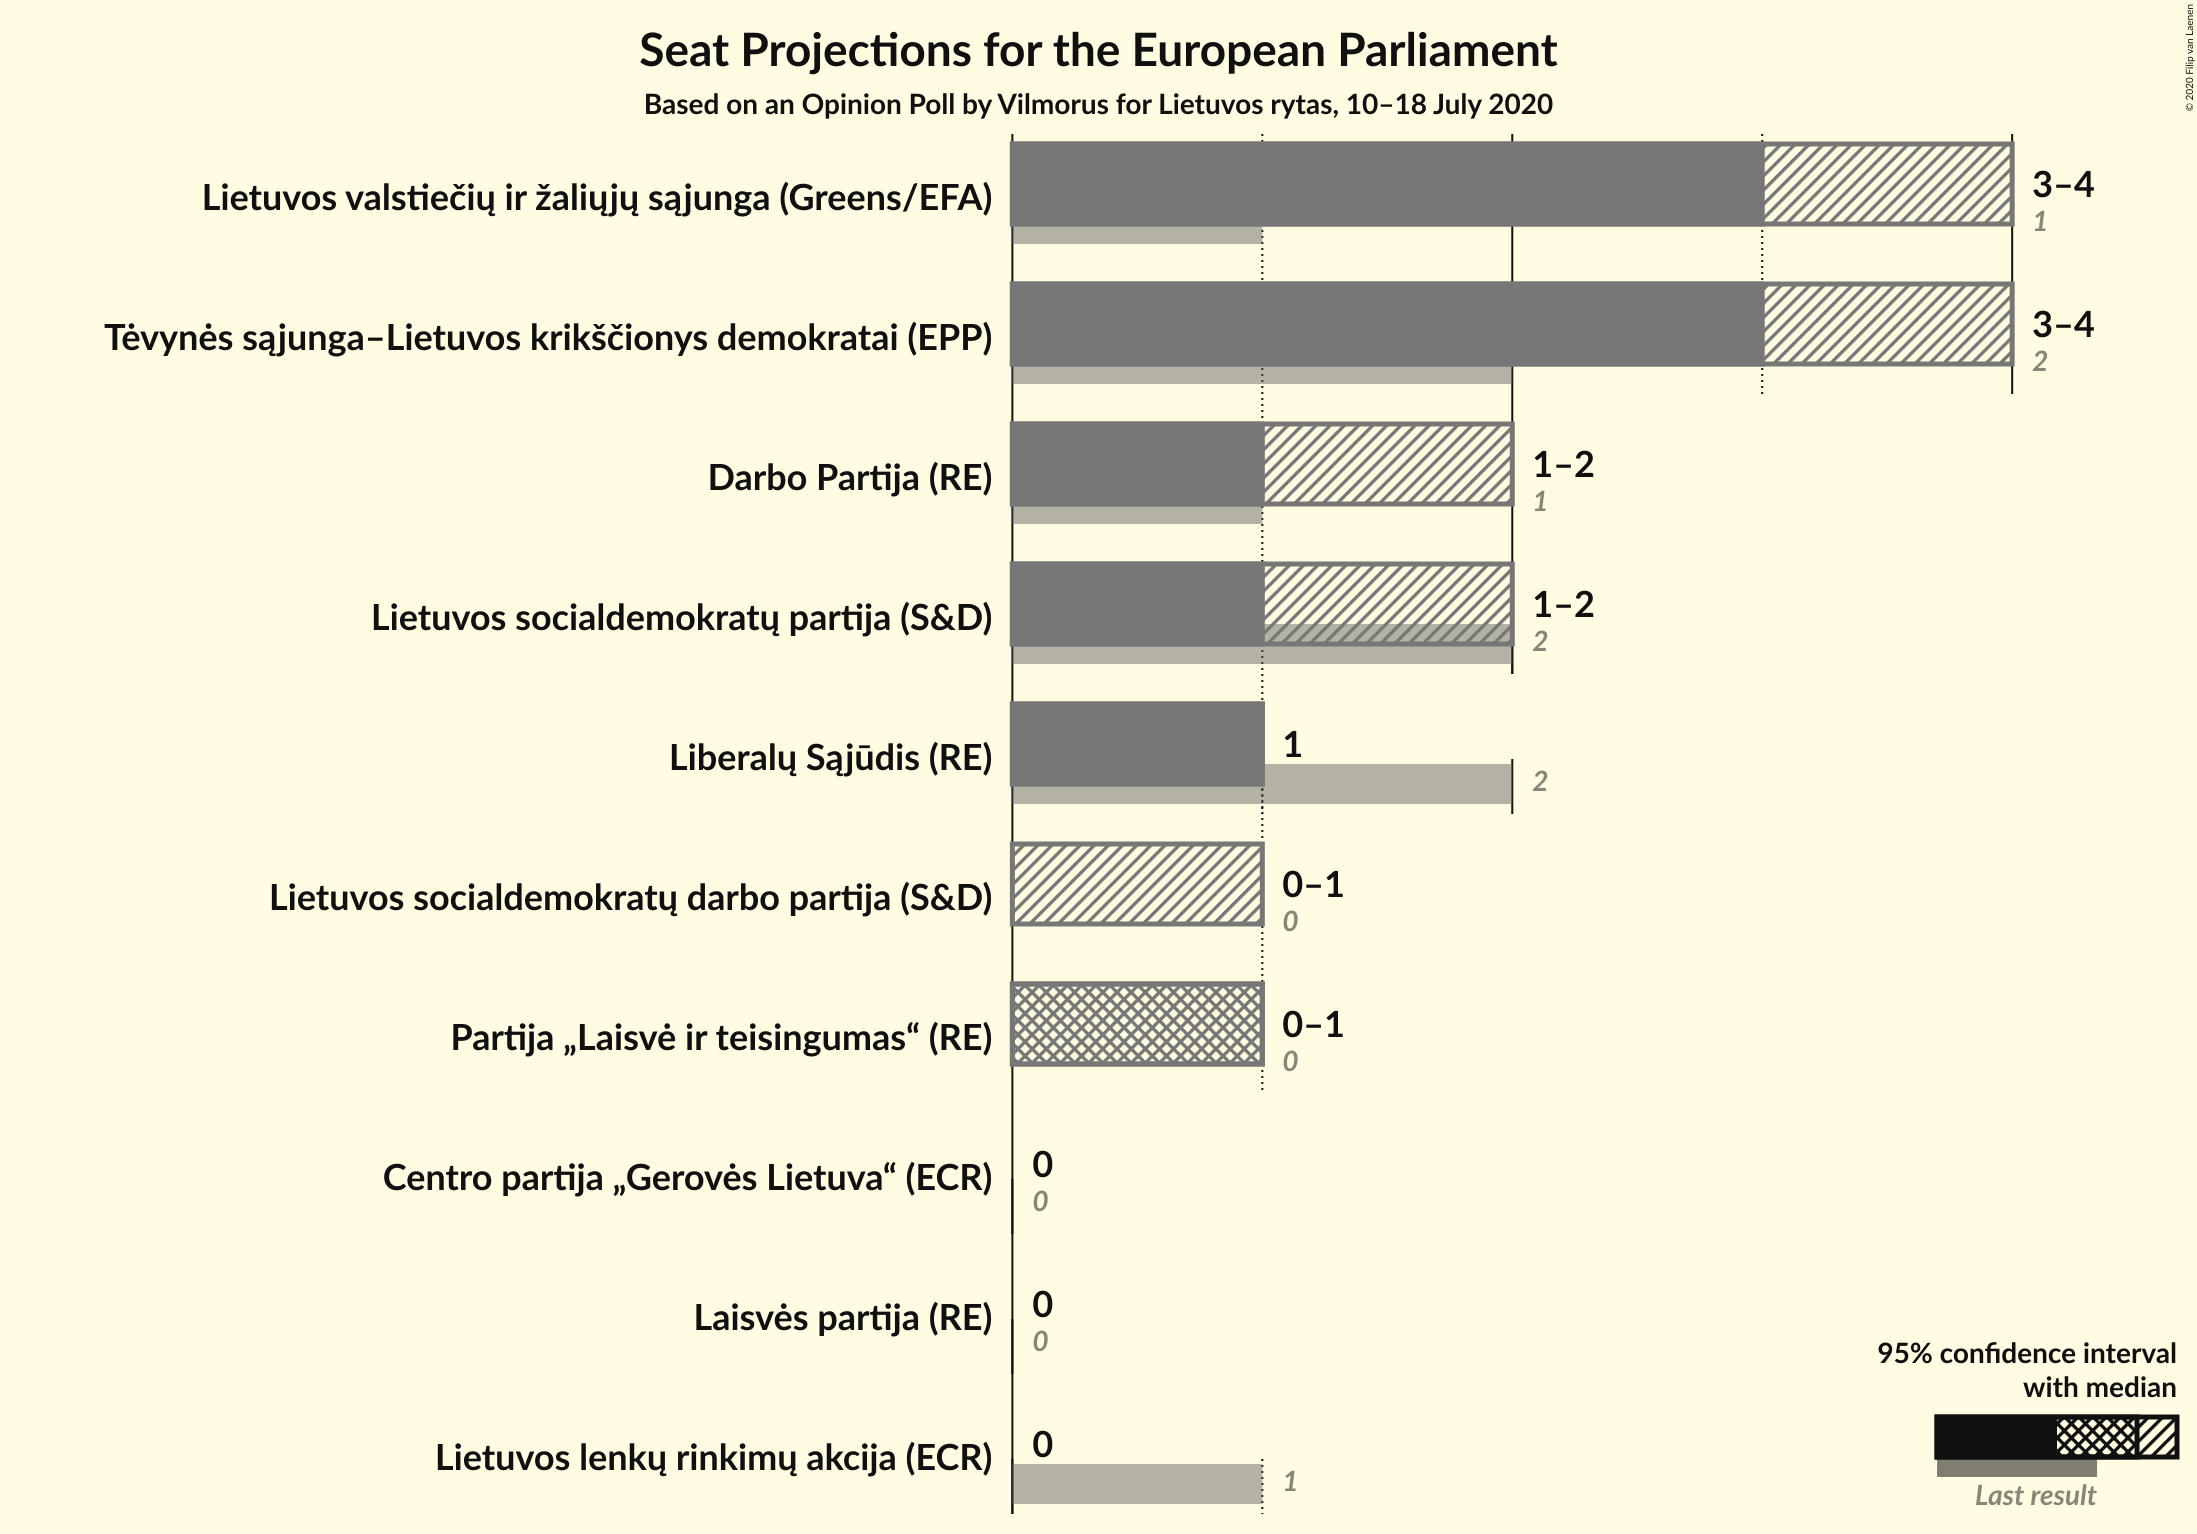 Seat Projections for the European Parliament
Based on an Opinion Poll by Vilmorus for Lietuvos rytas, 10–18 July 2020
© 2020 Filip van Laenen
Lietuvos valstiečių ir žaliųjų sąjunga (Greens/EFA)
3–4
1
Tėvynės sąjunga–Lietuvos krikščionys demokratai (EPP)
3–4
2
Darbo Partija (RE)
1–2
1
Lietuvos socialdemokratų partija (S&D)
1–2
2
Liberalų Sąjūdis (RE)
1
2
Lietuvos socialdemokratų darbo partija (S&D)
0–1
0
Partija „Laisvė ir teisingumas“ (RE)
0–1
0
Centro partija „Gerovės Lietuva“ (ECR)
0
0
Laisvės partija (RE)
0
0
Lietuvos lenkų rinkimų akcija (ECR)
0
1
95% confidence interval
with median
Last result